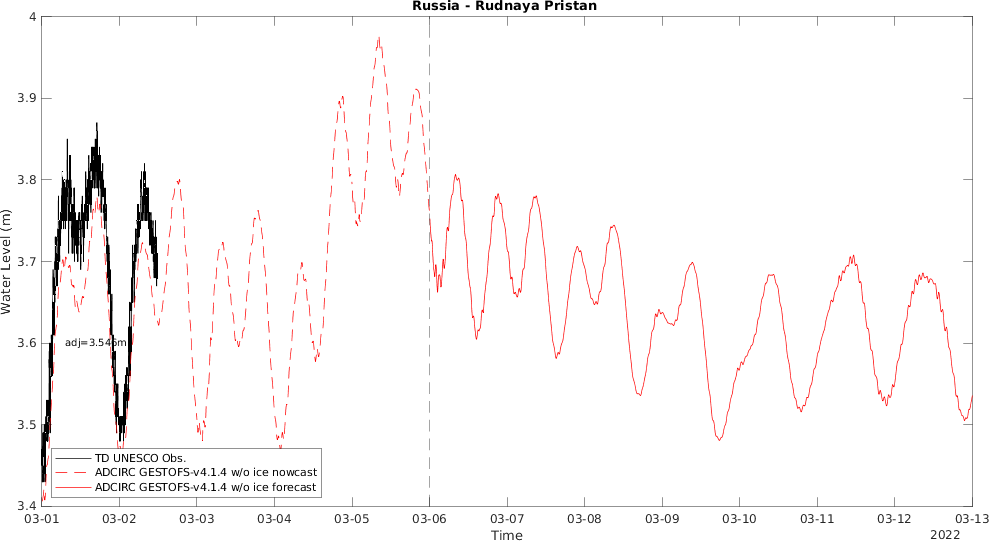 Russia - Rudnaya Pristan
Water Level (m)
4
3.9
3.8
3.7
3.6
3.5
3.4
adj=3.546m
TD UNESCO Obs.
ADCIRC GESTOFS-v4.1.4 w/o ice nowcast
ADCIRC GESTOFS-v4.1.4 w/o ice forecast
03-01 03-02 03-03 03-04 03-05 03-06 03-07 03-08 03-09 03-10 03-11 03-12 03-13
Time
2022